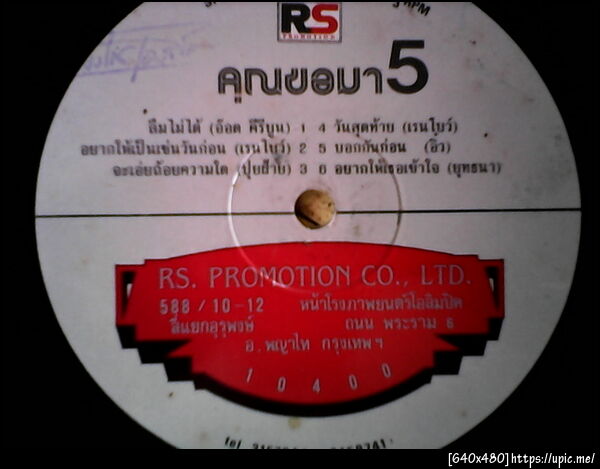 RS
PROMOTION
RPM
คุณขอมา 5
ลืมไม่ได้ (อ๊อด คีรีบูน) 1 4 วันสุดท้าย (เรนโบว์)
อยากให้เป็นเช่นวันก่อน (เรนโบว์) 2 5 บอกกันก่อน (อิว)
จะเอ่ยถ้อยความใด (ปุยฝ้าย) 3 6 อยากให้เธอเข้าใจ (ยุทธนา)
RS. PROMOTION CO., LTD.
588 / 10-12 หน้าโรงภาพยนตร์โอลิมปิค
สี่แยกอุรุพงษ์ ถนน พระราม 6
อ.พญาไท กรุงเทพฯ
10400
tel
[640x480]https://upic.me/